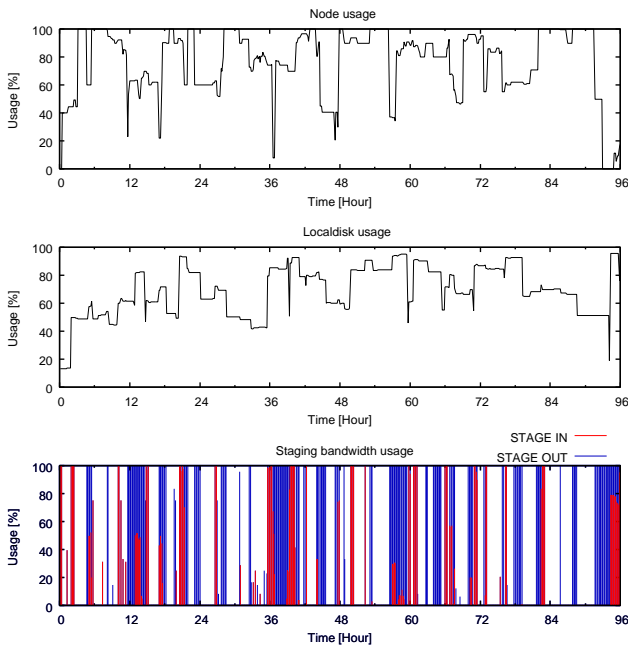 Node usage
100
80
60
40
20
0
Usage [%]
0 12 24 36 48 60 72 84 96
Time [Hour]
Localdisk usage
100
80
60
40
20
0
Usage [%]
0 12 24 36 48 60 72 84 96
Time [Hour]
STAGE IN
STAGE OUT
Staging bandwidth usage
100
80
60
40
20
0
Usage [%]
0 12 24 36 48 60 72 84 96
Time [Hour]